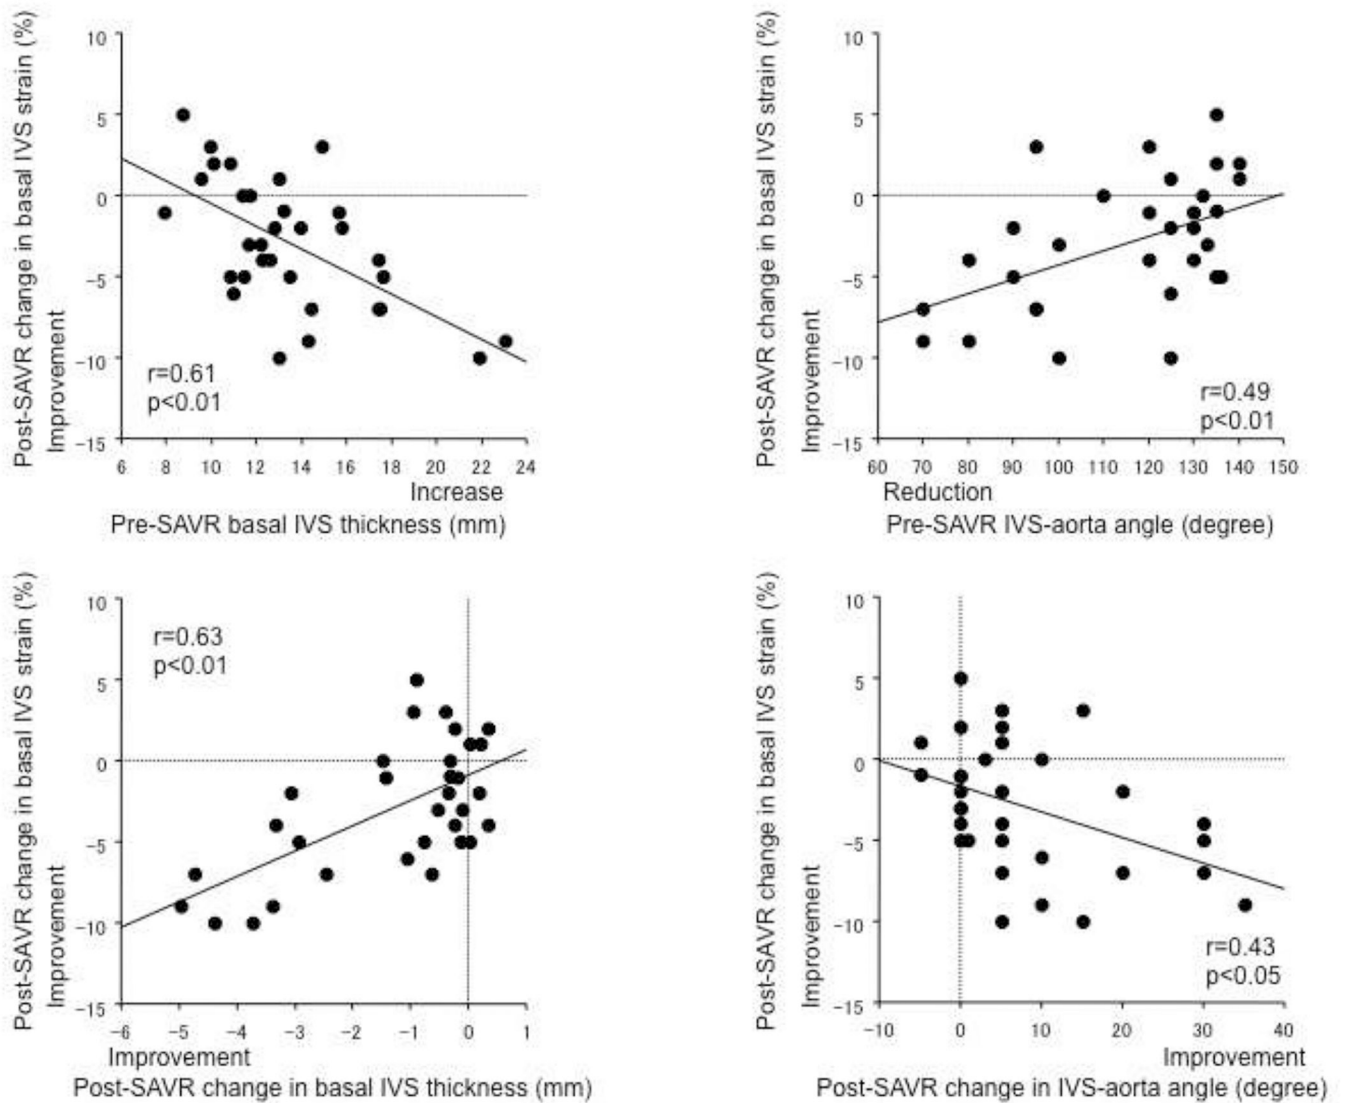 Post-SAVR change in basal IVS strain (%)
Improvement
10
5
0
−5
−10
−15
r=0.61
p<0.01
6 8 10 12 14 16 18 20 22 24
Increase
Pre-SAVR basal IVS thickness (mm)
Post-SAVR change in basal IVS strain (%)
Improvement
10
5
0
−5
−10
−15
r=0.49
p<0.01
60 70 80 90 100 110 120 130 140 150
Reduction
Pre-SAVR IVS-aorta angle (degree)
Post-SAVR change in basal IVS strain (%)
Improvement
10
5
0
−5
−10
−15
r=0.63
p<0.01
−6 −5 −4 −3 −2 −1 0 1
Improvement
Post-SAVR change in basal IVS thickness (mm)
Post-SAVR change in basal IVS strain (%)
Improvement
10
5
0
−5
−10
−15
r=0.43
p<0.05
−10 0 10 20 30 40
Improvement
Post-SAVR change in IVS-aorta angle (degree)